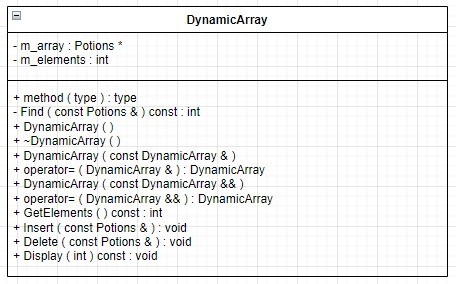 DynamicArray
- m_array : Potions *
- m_elements : int
+ method ( type ) : type
- Find ( const Potions & ) const : int
+ DynamicArray ( )
+ ~DynamicArray ( )
+ DynamicArray ( const DynamicArray & )
+ operator= ( DynamicArray & ) : DynamicArray
+ DynamicArray ( const DynamicArray && )
+ operator= ( DynamicArray && ) : DynamicArray
+ GetElements ( ) const : int
+ Insert ( const Potions & ) : void
+ Delete ( const Potions & ) : void
+ Display ( int ) const : void